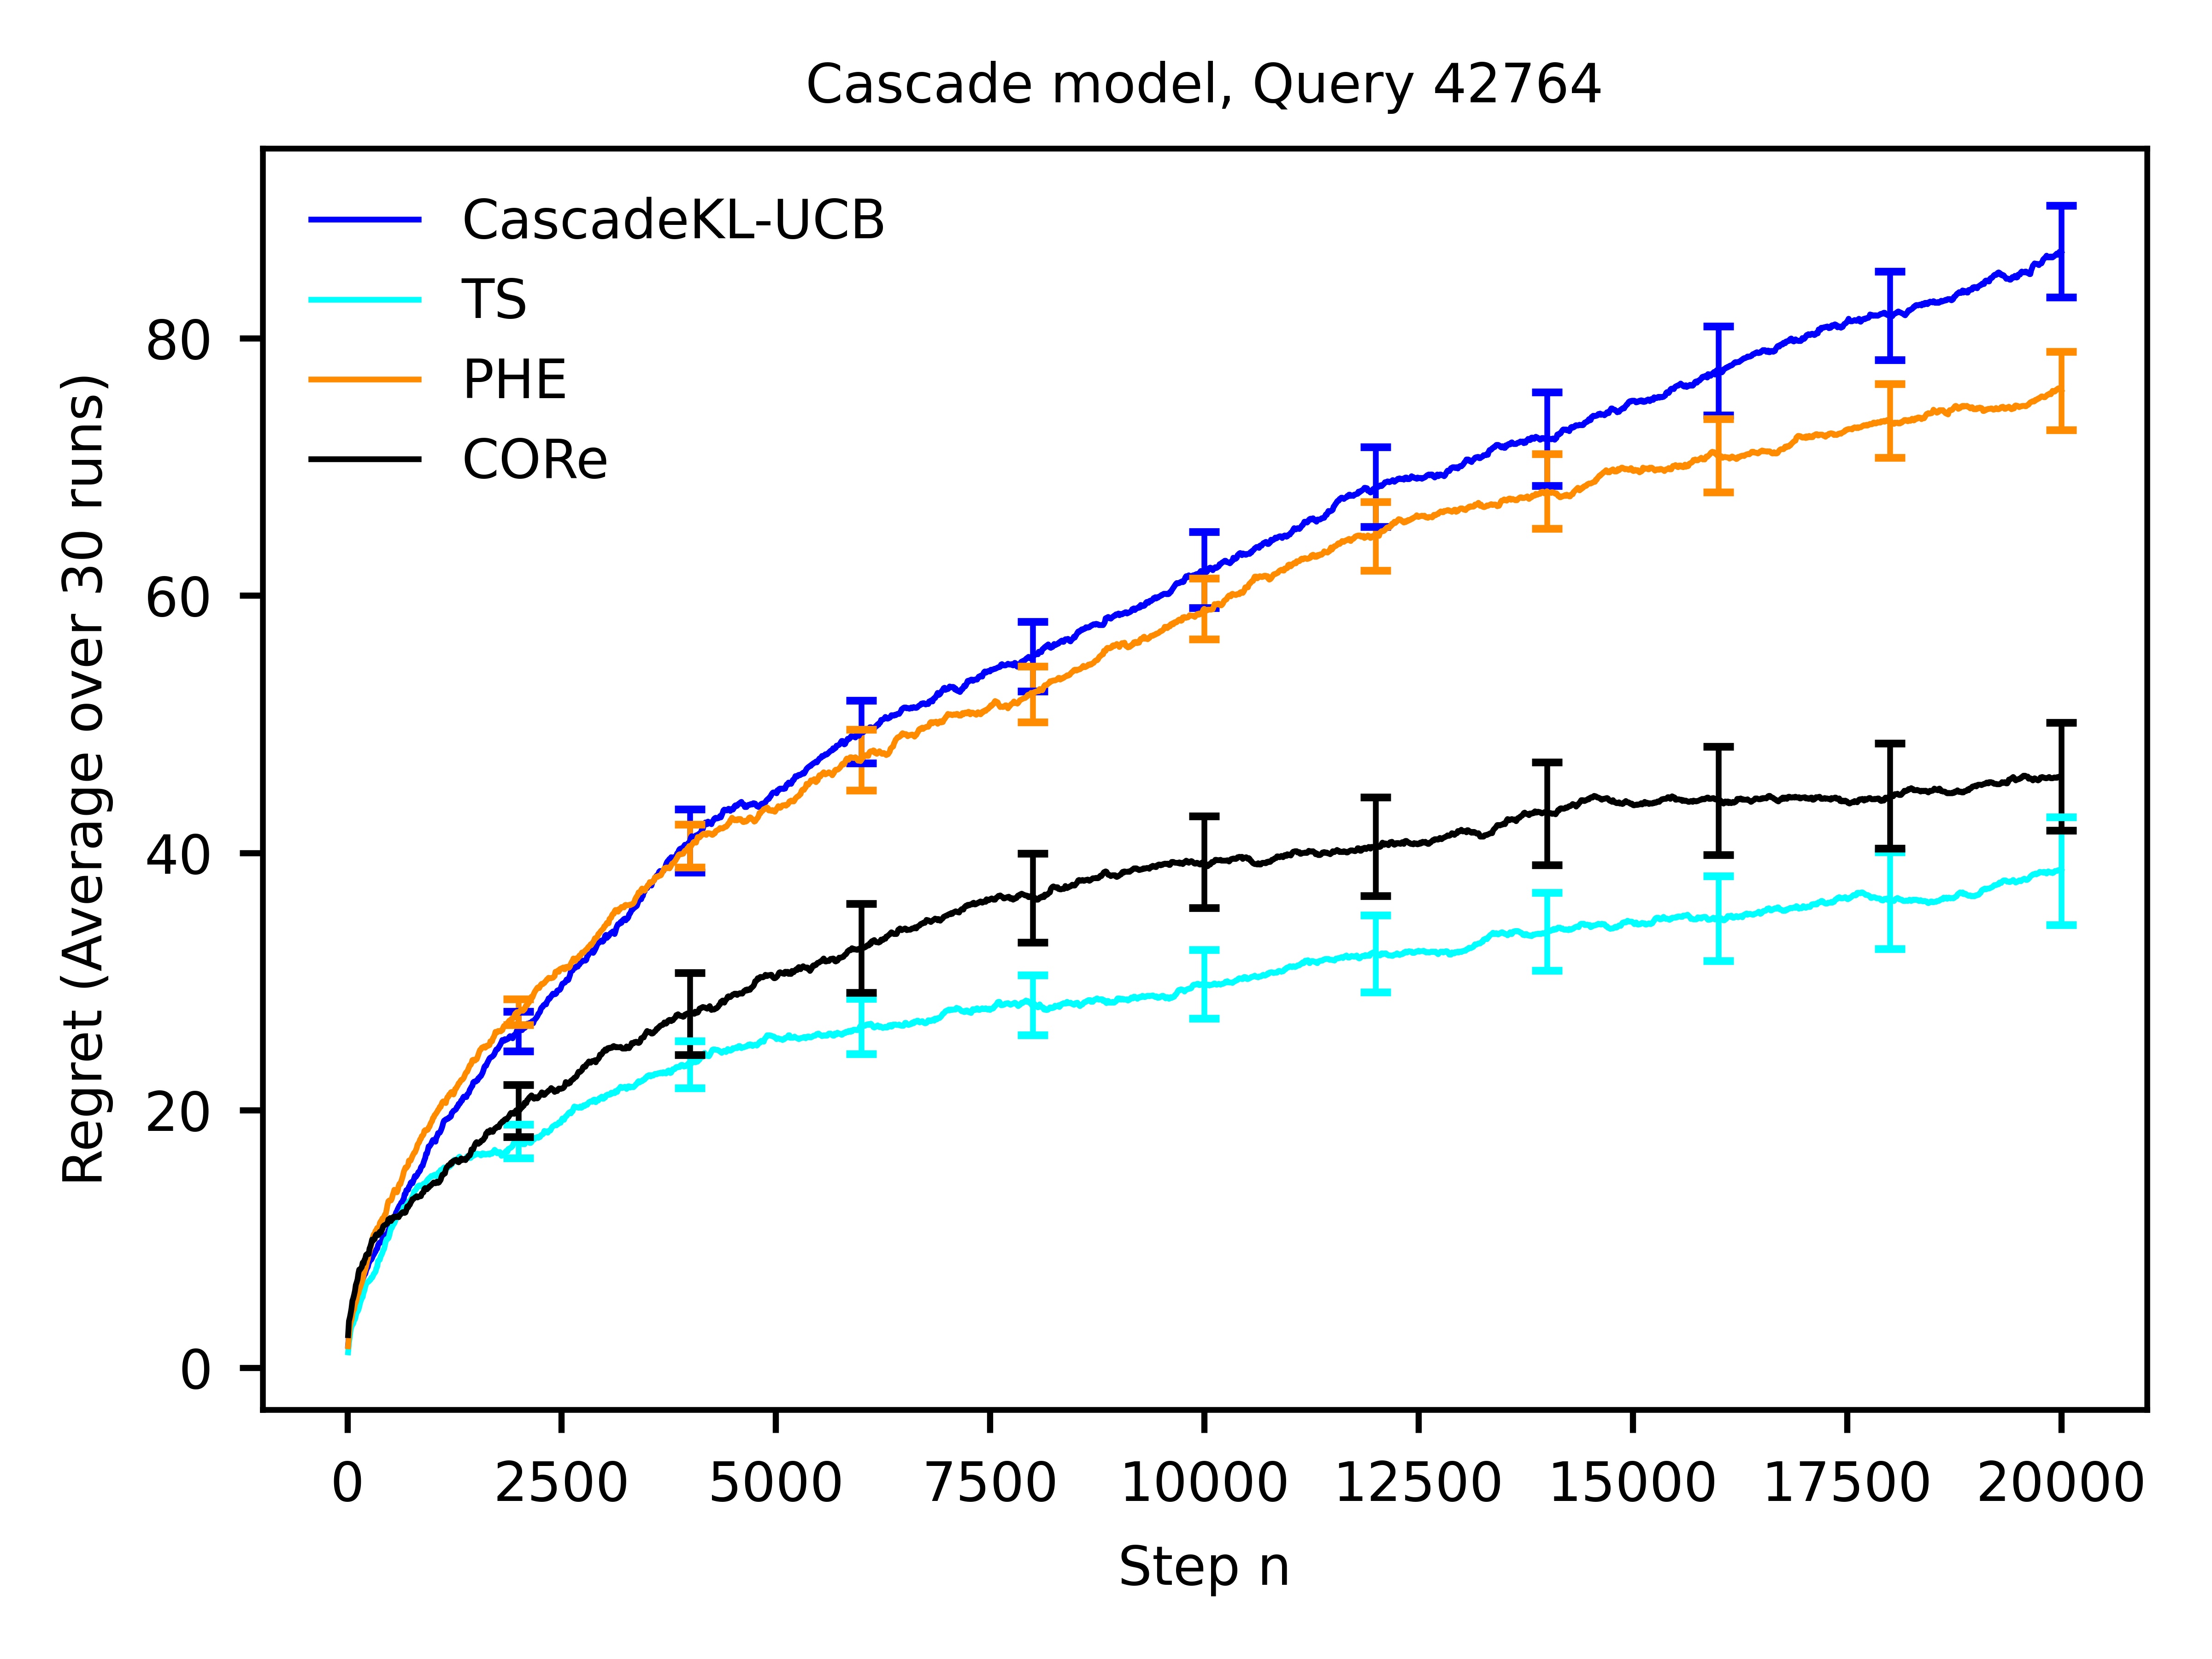 Cascade model, Query 42764
CascadeKL-UCB
TS
PHE
CORe
Regret (Average over 30 runs)
80
60
40
20
0
0 2500 5000 7500 10000 12500 15000 17500 20000
Step n